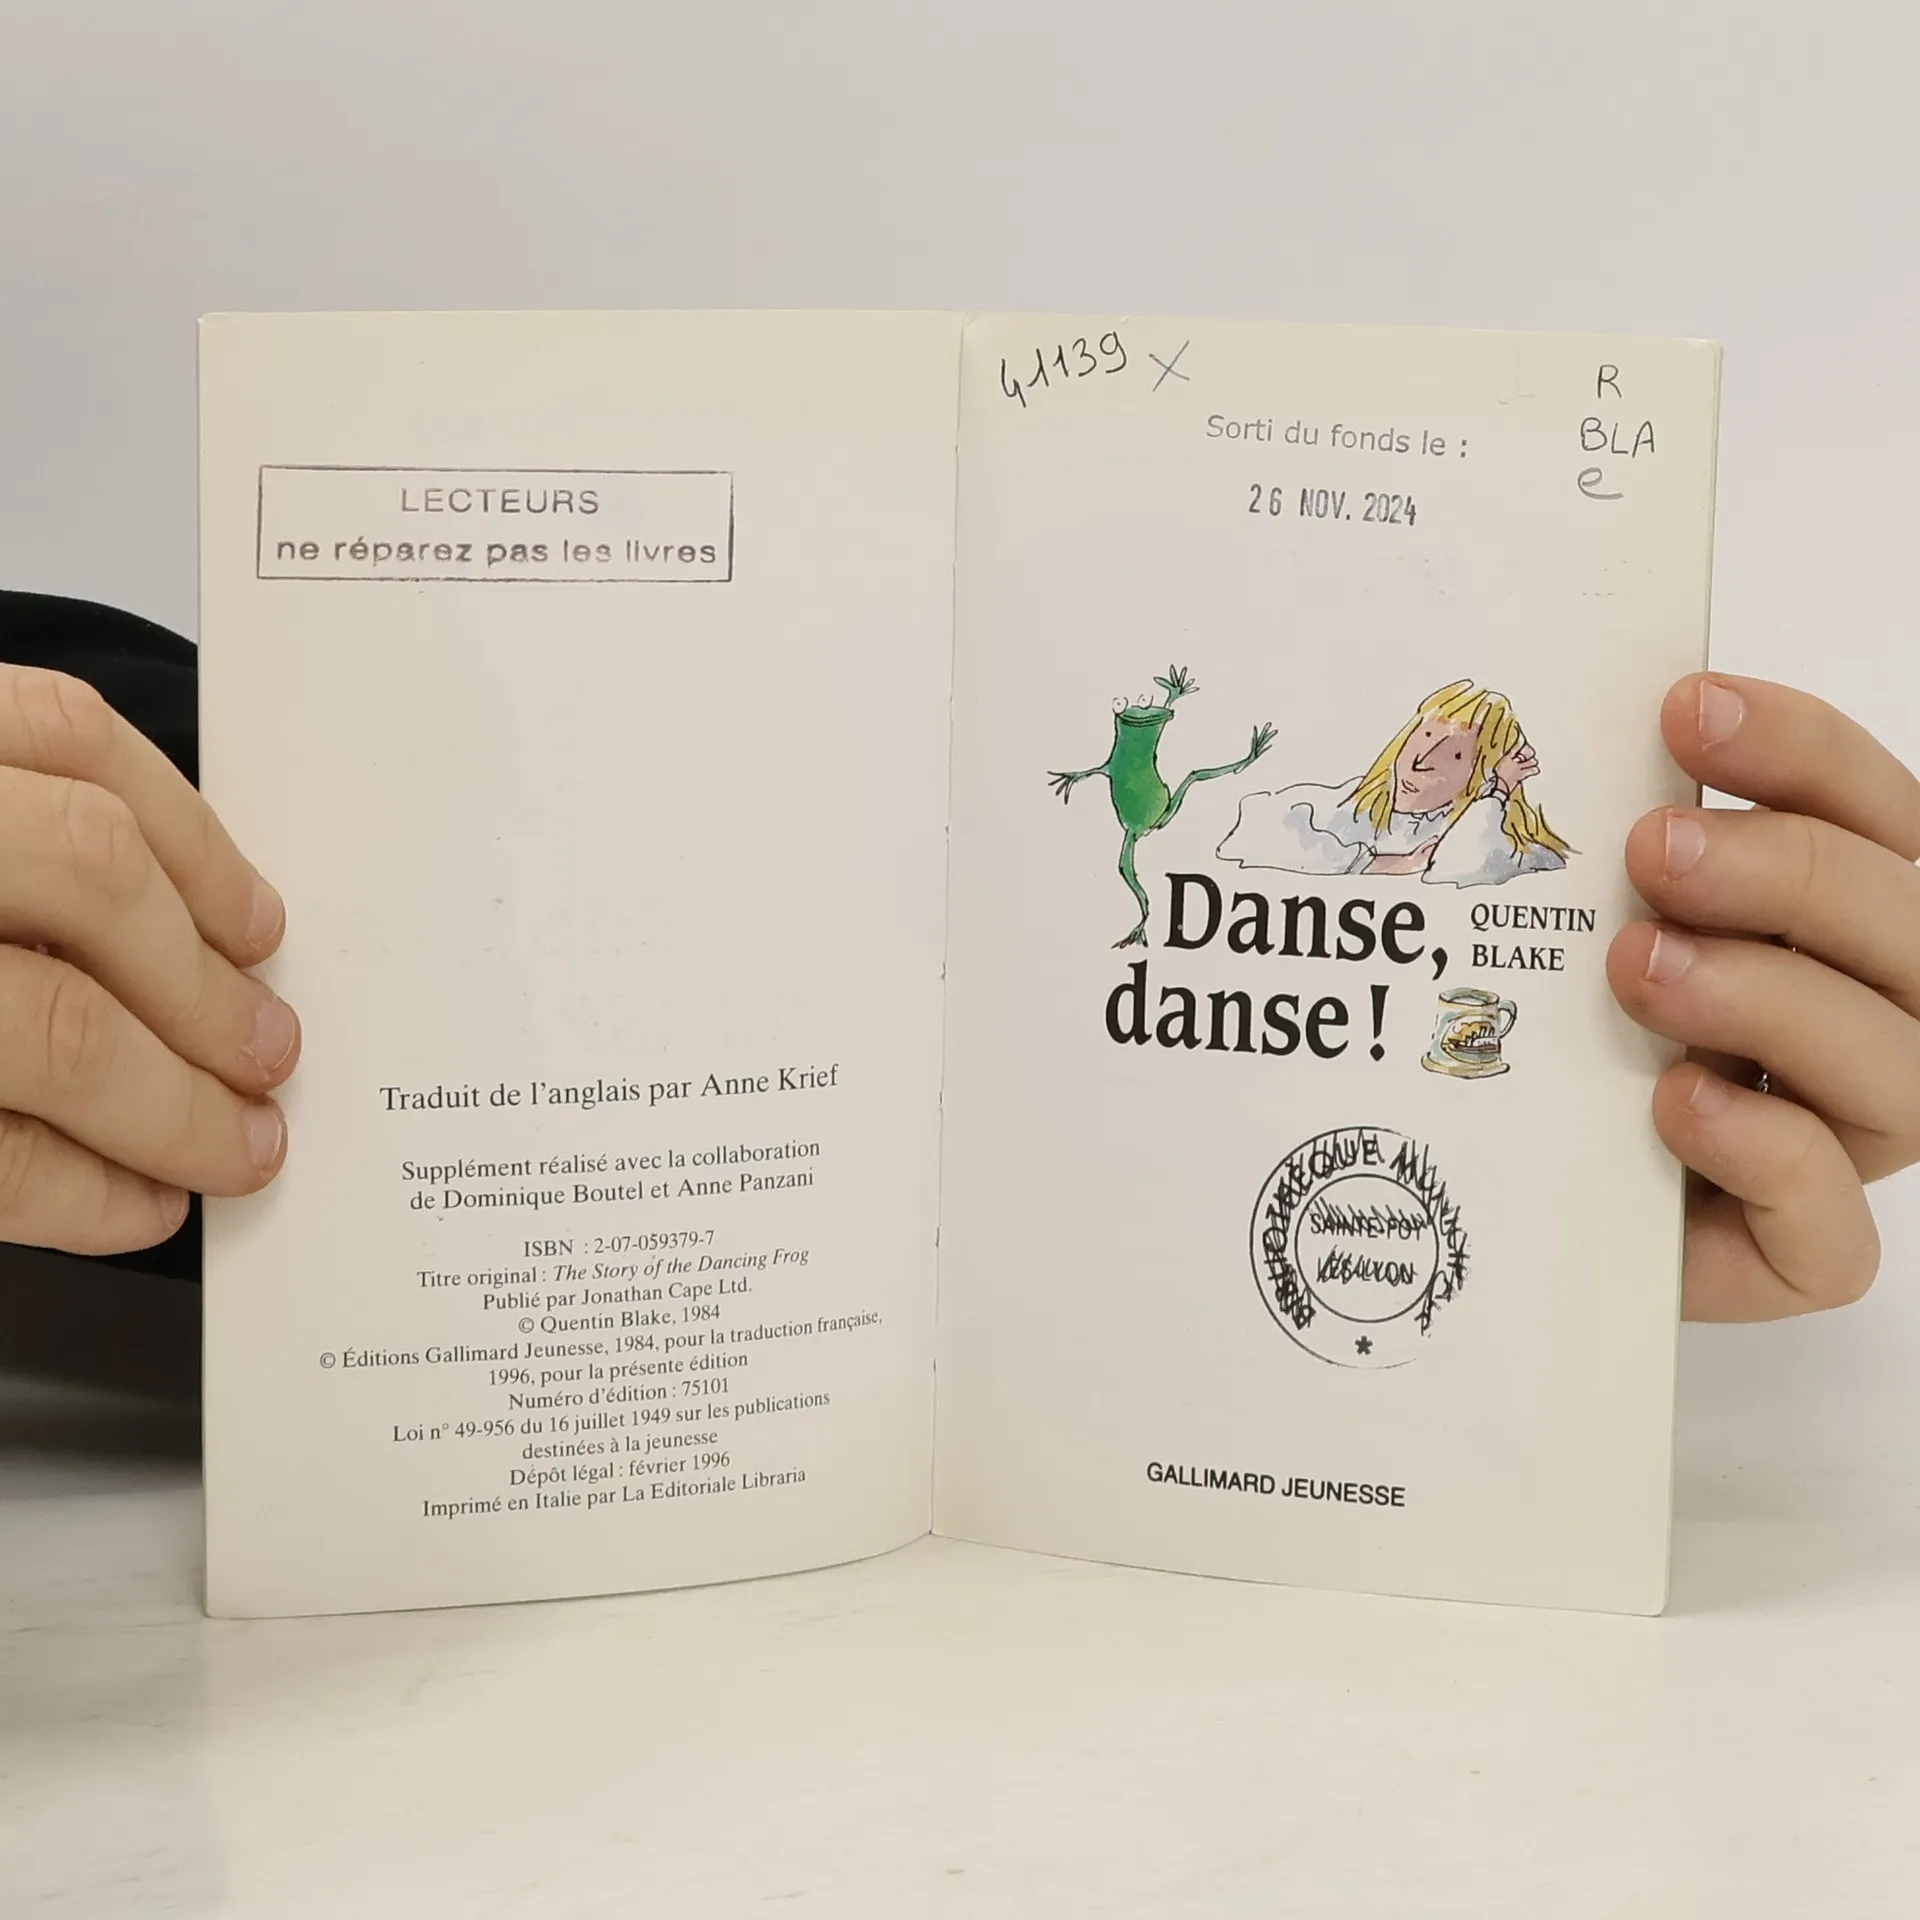 LECTEURS
ne réparez pas les livres
Traduit de l'anglais par Anne Krief
Supplément réalisé avec la collaboration
de Dominique Boutel et Anne Panzani
ISBN : 2-07-059379-7
Titre original : The Story of the Dancing Frog
Publié par Jonathan Cape Ltd.
© Quentin Blake, 1984
© Éditions Gallimard Jeunesse, 1984, pour la traduction française,
1996, pour la présente édition
Numéro d'édition : 75101
Loi n° 49-956 du 16 juillet 1949 sur les publications
destinées à la jeunesse
Dépôt légal : février 1996
Imprimé en Italie par La Editoriale Libraria
41139 X
R
BLA
e
Sorti du fonds le :
26 NOV. 2024
Danse,
danse !
QUENTIN
BLAKE
SAINTE-FOY
GALLIMARD JEUNESSE